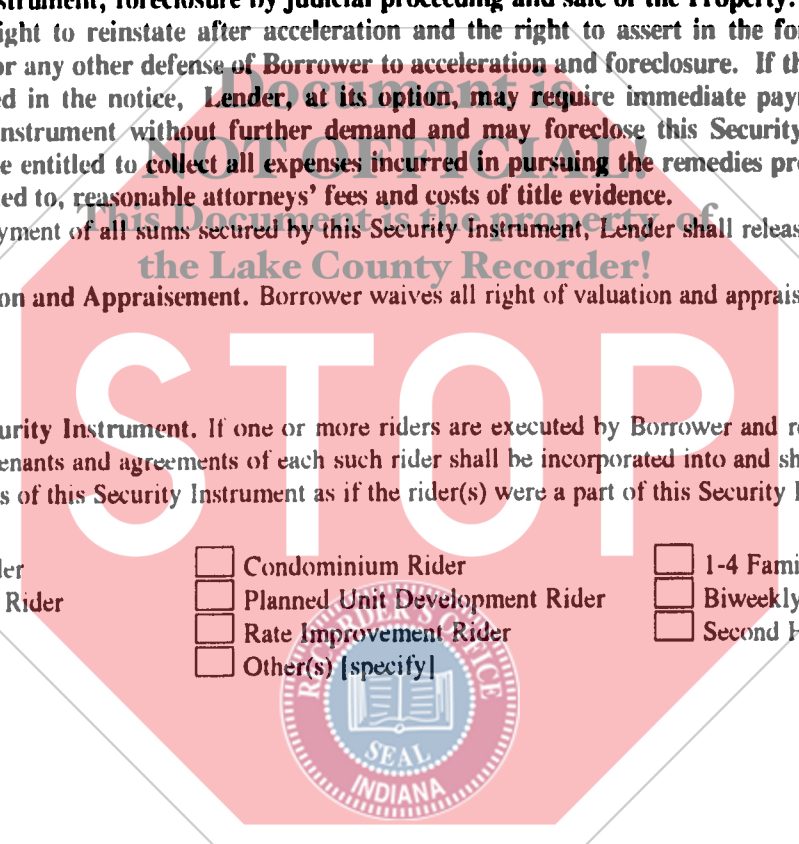 strument, foreclosure by judicial proceeding and sale of the Property.
ight to reinstate after acceleration and the right to assert in the for
or any other defense of Borrower to acceleration and foreclosure. If th
Document is
ed in the notice, Lender, at its option, may require immediate pay
nstrument without further demand and may foreclose this Security
NOT OFFICIAL!
e entitled to collect all expenses incurred in pursuing the remedies pr
ed to, reasonable attorneys' fees and costs of title evidence.
This Document is the property of
yment of all sums secured by this Security Instrument, Lender shall releas
the Lake County Recorder!
on and Appraisement. Borrower waives all right of valuation and apprais
STOP
urity Instrument. If one or more riders are executed by Borrower and re
enants and agreements of each such rider shall be incorporated into and sh
s of this Security Instrument as if the rider(s) were a part of this Security I
der
Condominium Rider
1-4 Fami
Rider
Planned Unit Development Rider
Biweekly
Rate Improvement Rider
Second H
Other(s) [specify]
RECORDER'S OFFICE
SEAL
INDIANA